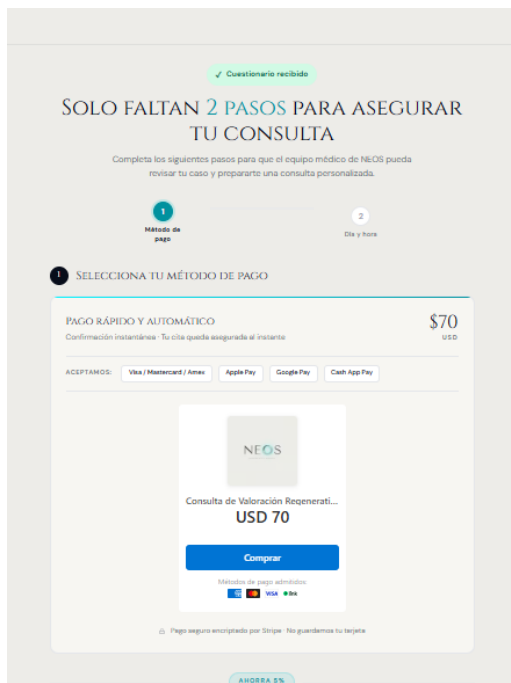 ✓ Cuestionario recibido
Solo faltan 2 pasos para asegurar
tu consulta
Completa los siguientes pasos para que el equipo médico de NEOS pueda
revisar tu caso y prepararte una consulta personalizada.
1
Método de
pago
2
Día y hora
1 Selecciona tu método de pago
Pago rápido y automático
$70
Confirmación instantánea · Tu cita queda asegurada al instante
USD
ACEPTAMOS: Visa / Mastercard / Amex Apple Pay Google Pay Cash App Pay
NEOS
Consulta de Valoración Regenerati...
USD 70
Comprar
Métodos de pago admitidos:
VISA link
Pago seguro encriptado por Stripe · No guardamos tu tarjeta
AHORRA 5%